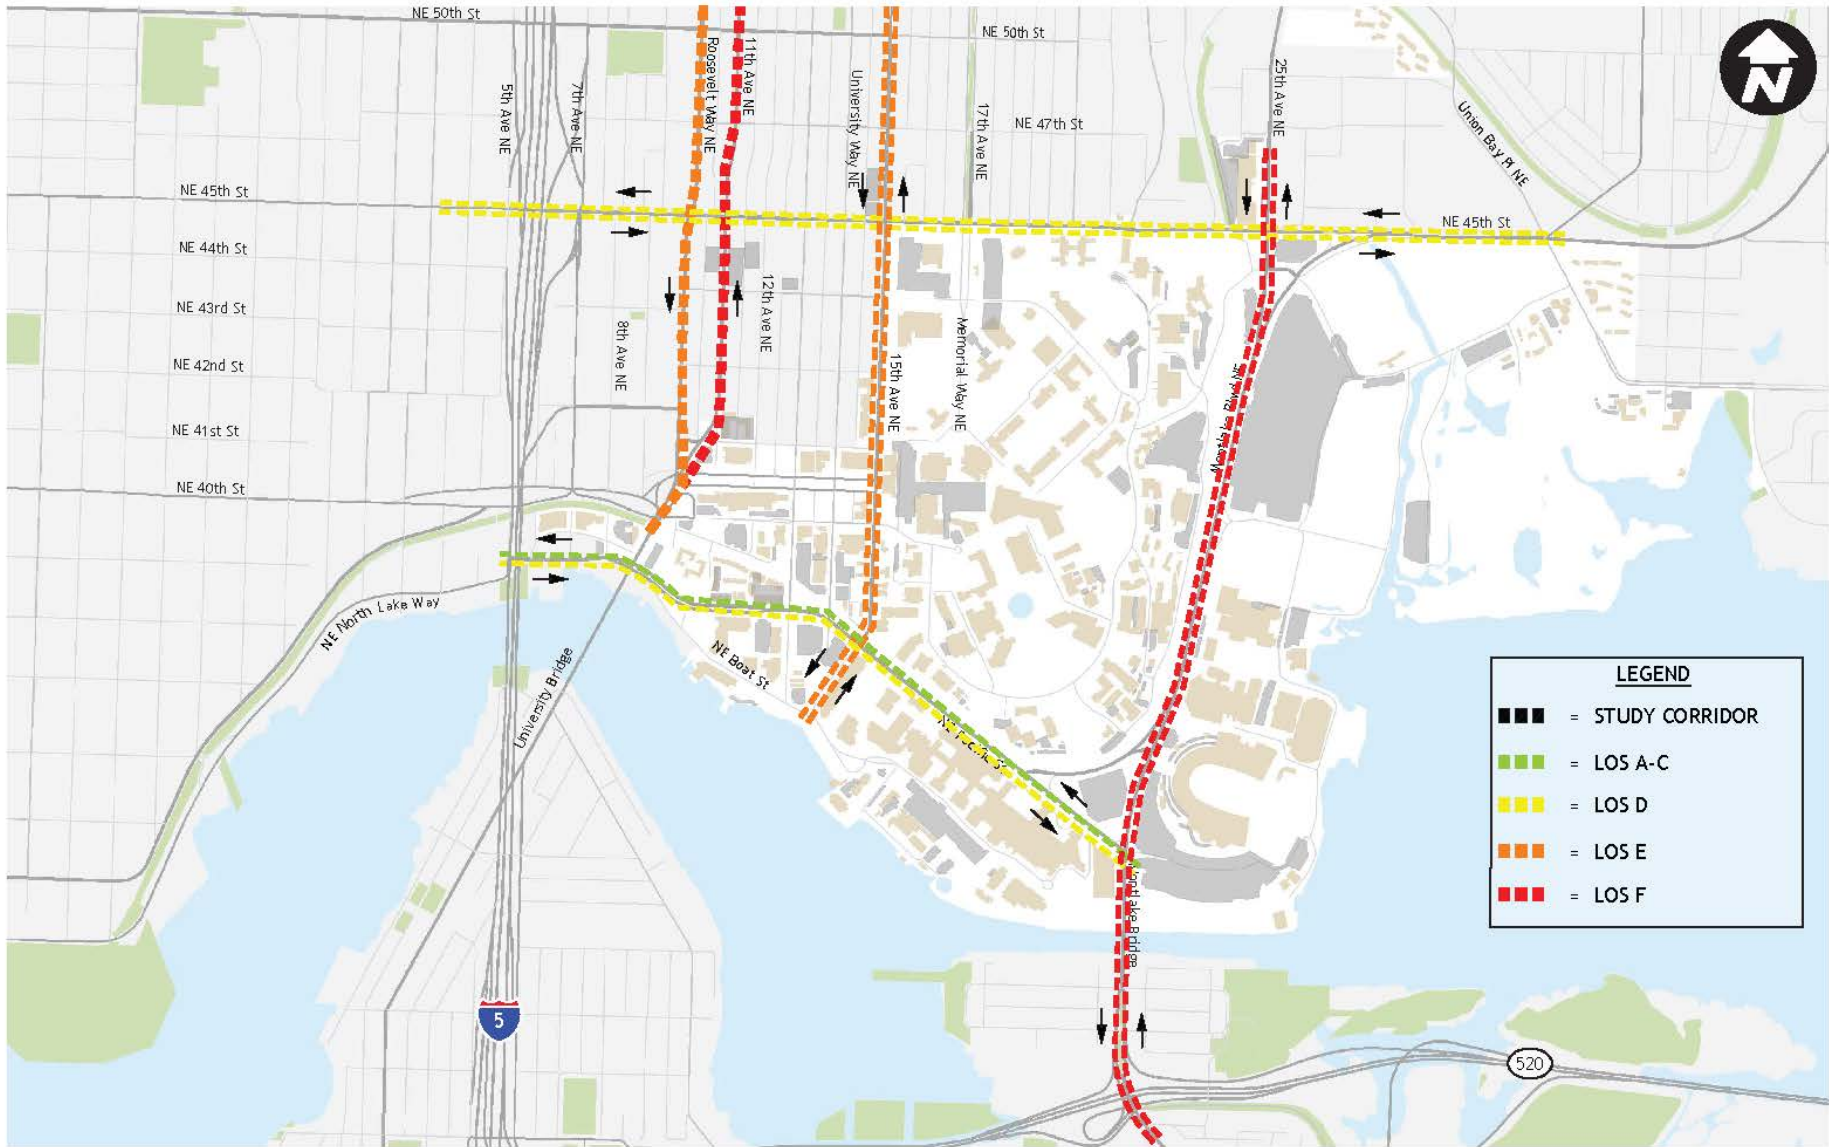 NE 50th St
NE 50th St
Roosevelt Way NE
11th Ave NE
University Way NE
5th Ave NE
7th Ave NE
17th Ave NE
NE 47th St
25th Ave NE
Union Bay Pl NE
N
NE 45th St
NE 45th St
NE 44th St
NE 43rd St
NE 42nd St
NE 41st St
NE 40th St
8th Ave NE
12th Ave NE
15th Ave NE
Memorial Way NE
NE North Lake Way
University Bridge
NE Boat St
Montlake Bridge
5
520
LEGEND
= STUDY CORRIDOR
= LOS A-C
= LOS D
= LOS E
= LOS F